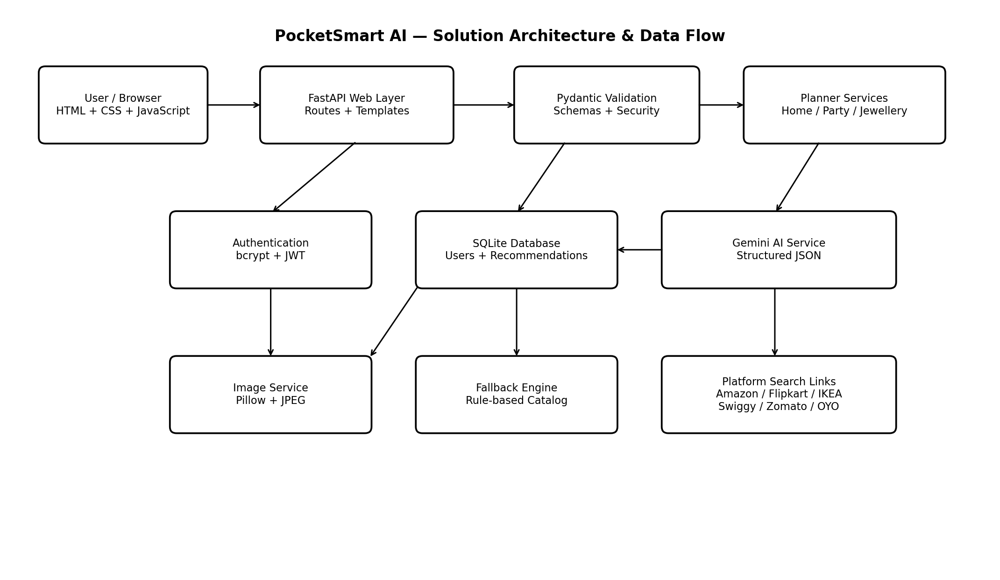 PocketSmart AI — Solution Architecture & Data Flow
User / Browser
HTML + CSS + JavaScript
FastAPI Web Layer
Routes + Templates
Pydantic Validation
Schemas + Security
Planner Services
Home / Party / Jewellery
Authentication
bcrypt + JWT
SQLite Database
Users + Recommendations
Gemini AI Service
Structured JSON
Image Service
Pillow + JPEG
Fallback Engine
Rule-based Catalog
Platform Search Links
Amazon / Flipkart / IKEA
Swiggy / Zomato / OYO